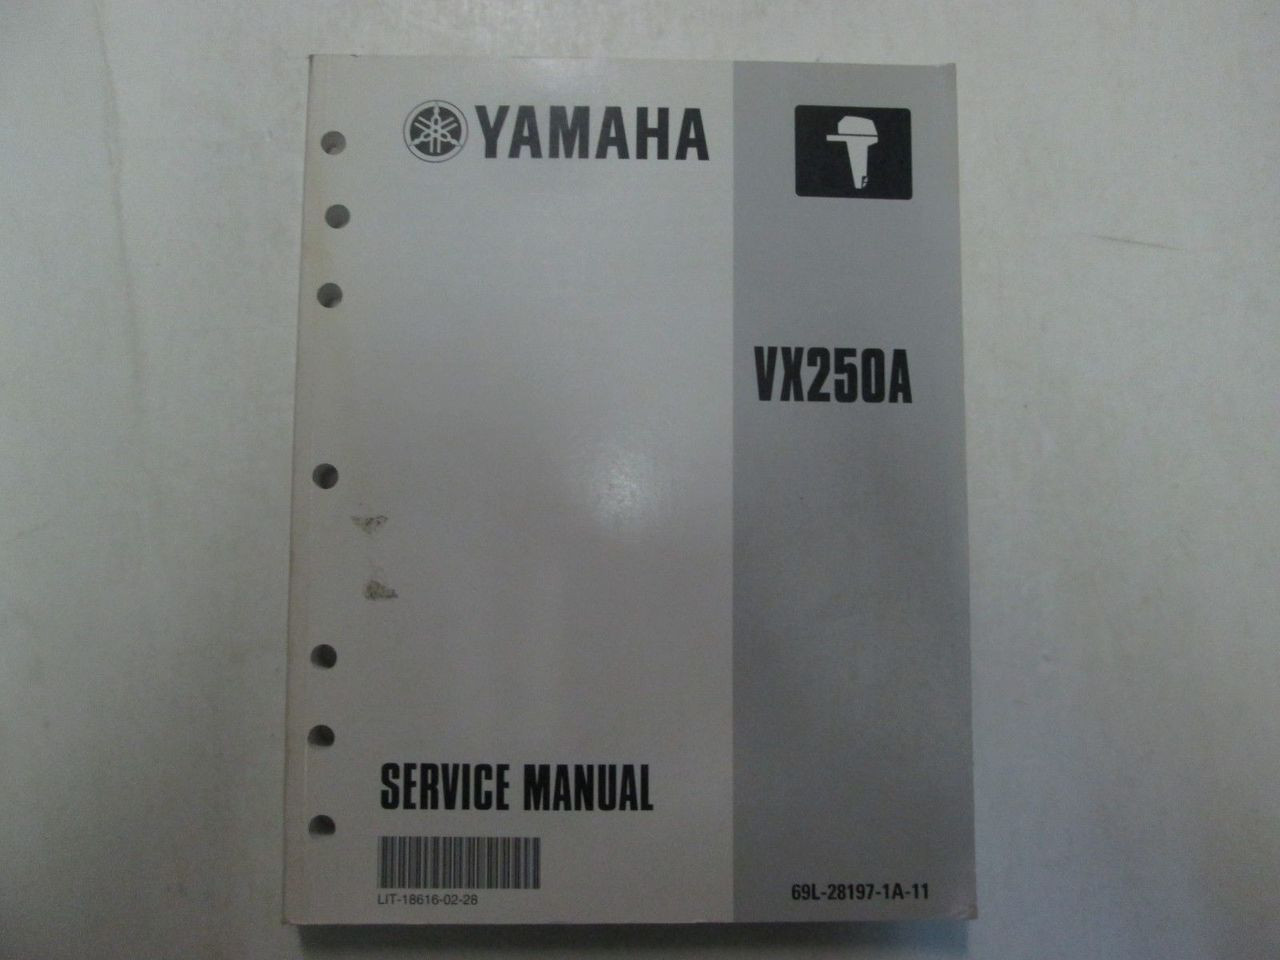 YAMAHA
VX250A
SERVICE MANUAL
LIT-18616-02-28
69L-28197-1A-11